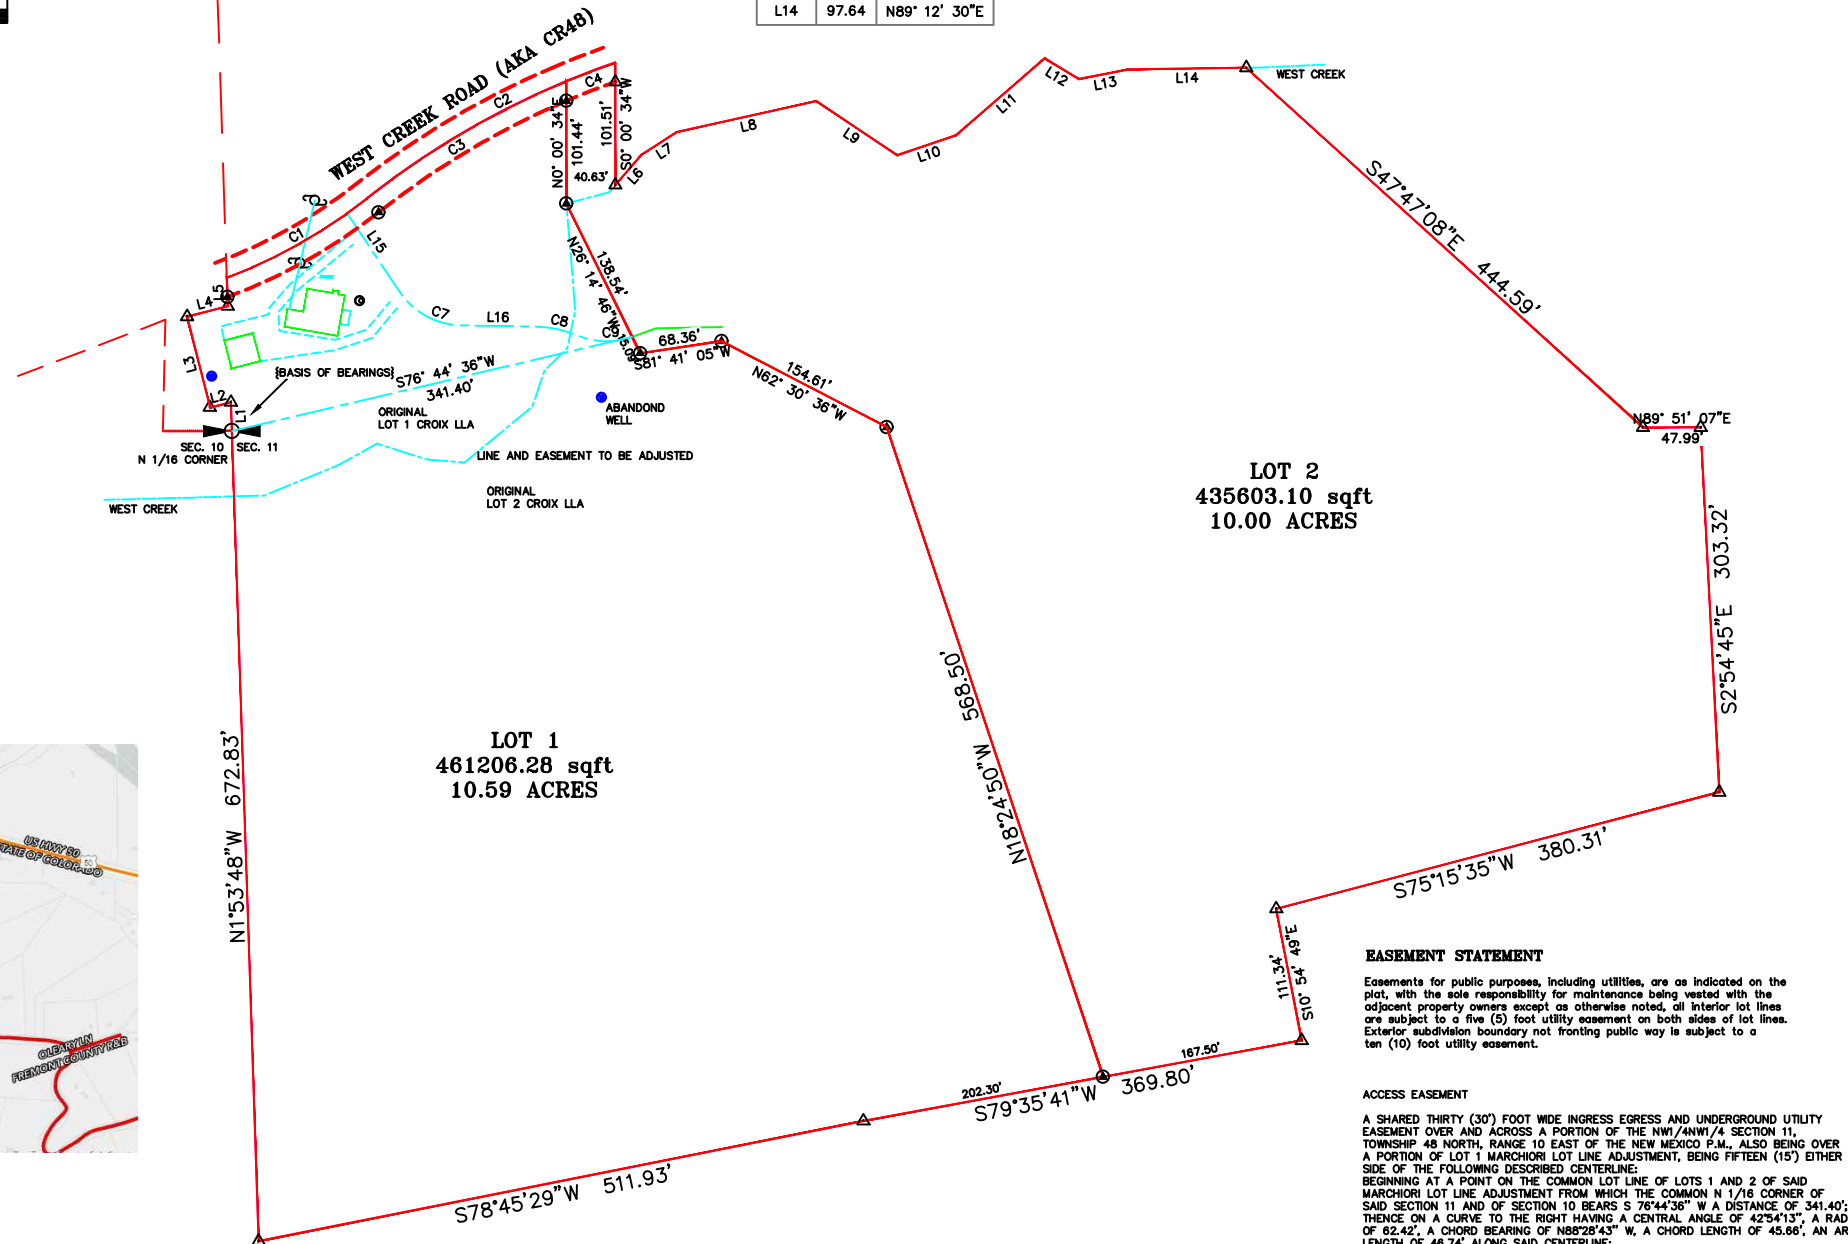 L14 97.64 N89° 12' 30"E
WEST CREEK ROAD (AKA CR48)
C4
C2
C3
C1
N0° 00' 34"E
101.44'
101.51'
S0° 00' 34"W
40.63'
L6
L7
L8
L9
L10
L11
L12
L13
L14
WEST CREEK
S47°47'08"E 444.59'
L15
L5
L4
L3
L2
L1
C7
L16
C8
C9
N26° 14' 46"W
138.54'
15.09'
68.36'
S81° 41' 05"W
154.61'
N62° 30' 36"W
{BASIS OF BEARINGS}
S76° 44' 36"W
341.40'
ORIGINAL
LOT 1 CROIX LLA
ABANDOND
WELL
SEC. 10 SEC. 11
N 1/16 CORNER
LINE AND EASEMENT TO BE ADJUSTED
ORIGINAL
LOT 2 CROIX LLA
WEST CREEK
N89° 51' 07"E
47.99'
LOT 2
435603.10 sqft
10.00 ACRES
S2°54'45"E 303.32'
LOT 1
461206.28 sqft
10.59 ACRES
N1°53'48"W 672.83'
N18°24'50"W 568.50'
S75°15'35"W 380.31'
111.34'
S10° 54' 49"E
167.50'
202.30'
S79°35'41"W 369.80'
S78°45'29"W 511.93'
US HWY 50
STATE OF COLORADO
50
OLEARY LN
FREMONT COUNTY R&B
EASEMENT STATEMENT
Easements for public purposes, including utilities, are as indicated on the
plat, with the sole responsibility for maintenance being vested with the
adjacent property owners except as otherwise noted, all interior lot lines
are subject to a five (5) foot utility easement on both sides of lot lines.
Exterior subdivision boundary not fronting public way is subject to a
ten (10) foot utility easement.
ACCESS EASEMENT
A SHARED THIRTY (30') FOOT WIDE INGRESS EGRESS AND UNDERGROUND UTILITY
EASEMENT OVER AND ACROSS A PORTION OF THE NW1/4NW1/4 SECTION 11,
TOWNSHIP 48 NORTH, RANGE 10 EAST OF THE NEW MEXICO P.M., ALSO BEING OVER
A PORTION OF LOT 1 MARCHIORI LOT LINE ADJUSTMENT, BEING FIFTEEN (15') EITHER
SIDE OF THE FOLLOWING DESCRIBED CENTERLINE:
BEGINNING AT A POINT ON THE COMMON LOT LINE OF LOTS 1 AND 2 OF SAID
MARCHIORI LOT LINE ADJUSTMENT FROM WHICH THE COMMON N 1/16 CORNER OF
SAID SECTION 11 AND OF SECTION 10 BEARS S 76°44'36" W A DISTANCE OF 341.40';
THENCE ON A CURVE TO THE RIGHT HAVING A CENTRAL ANGLE OF 42°54'13", A RAD
OF 62.42', A CHORD BEARING OF N88°28'43" W, A CHORD LENGTH OF 45.66', AN AR
LENGTH OF 46.74' ALONG SAID CENTERLINE;